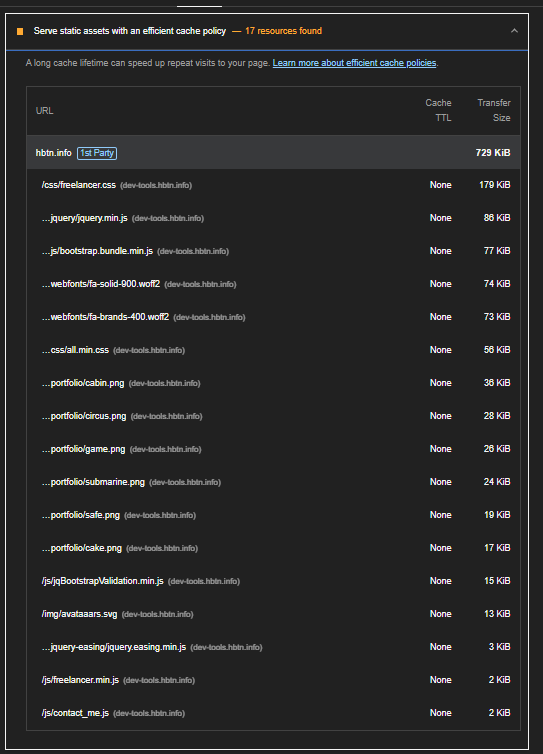 Serve static assets with an efficient cache policy — 17 resources found
A long cache lifetime can speed up repeat visits to your page. Learn more about efficient cache policies.
URL Cache TTL Transfer Size
hbtn.info 1st Party 729 KiB
/css/freelancer.css (dev-tools.hbtn.info) None 179 KiB
…jquery/jquery.min.js (dev-tools.hbtn.info) None 86 KiB
…js/bootstrap.bundle.min.js (dev-tools.hbtn.info) None 77 KiB
…webfonts/fa-solid-900.woff2 (dev-tools.hbtn.info) None 74 KiB
…webfonts/fa-brands-400.woff2 (dev-tools.hbtn.info) None 73 KiB
…css/all.min.css (dev-tools.hbtn.info) None 56 KiB
…portfolio/cabin.png (dev-tools.hbtn.info) None 36 KiB
…portfolio/circus.png (dev-tools.hbtn.info) None 28 KiB
…portfolio/game.png (dev-tools.hbtn.info) None 26 KiB
…portfolio/submarine.png (dev-tools.hbtn.info) None 24 KiB
…portfolio/safe.png (dev-tools.hbtn.info) None 19 KiB
…portfolio/cake.png (dev-tools.hbtn.info) None 17 KiB
/js/jqBootstrapValidation.min.js (dev-tools.hbtn.info) None 15 KiB
/img/avataaars.svg (dev-tools.hbtn.info) None 13 KiB
…jquery-easing/jquery.easing.min.js (dev-tools.hbtn.info) None 3 KiB
/js/freelancer.min.js (dev-tools.hbtn.info) None 2 KiB
/js/contact_me.js (dev-tools.hbtn.info) None 2 KiB